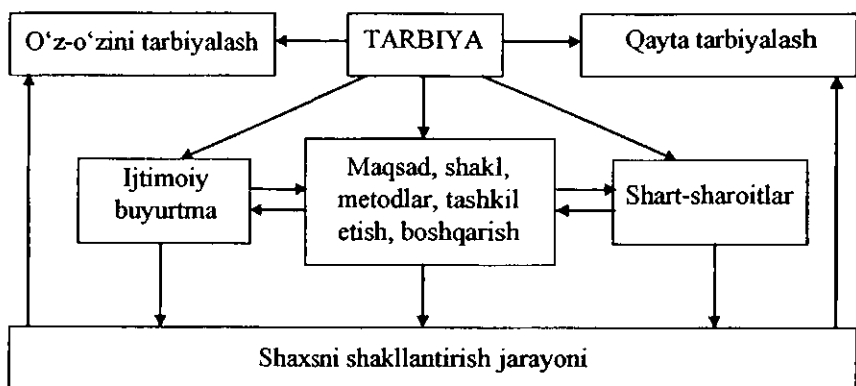 O‘z-o‘zini tarbiyalash
TARBIYA
Qayta tarbiyalash
Ijtimoiy
buyurtma
Maqsad, shakl,
metodlar, tashkil
etish, boshqarish
Shart-sharoitlar
Shaxsni shakllantirish jarayoni